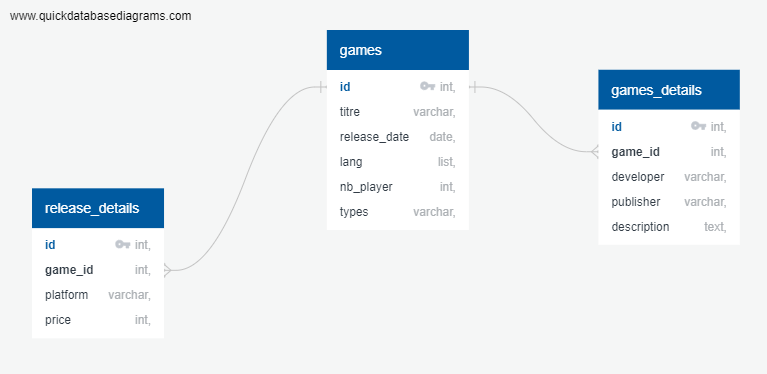 www.quickdatabasediagrams.com
games
id int,
titre varchar,
release_date date,
lang list,
nb_player int,
types varchar,
games_details
id int,
game_id int,
developer varchar,
publisher varchar,
description text,
release_details
id int,
game_id int,
platform varchar,
price int,